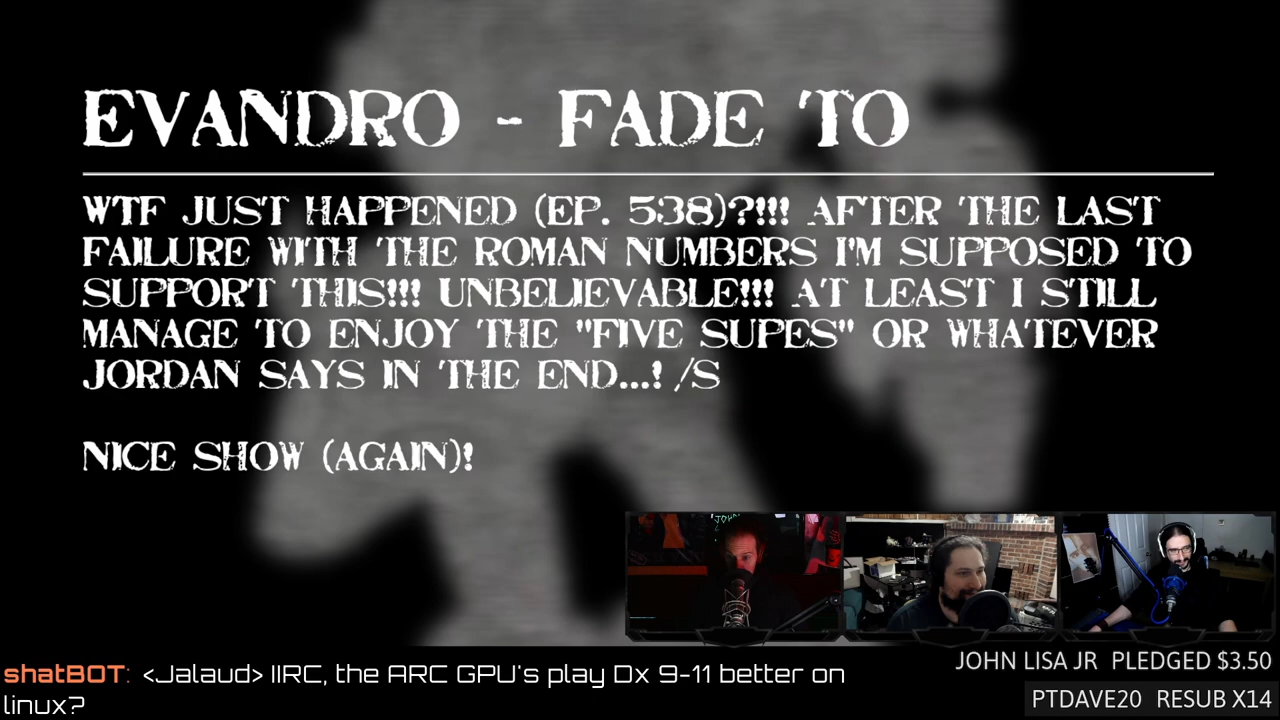 EVANDRO - FADE TO
WTF JUST HAPPENED (EP. 538)?!!! AFTER THE LAST
FAILURE WITH THE ROMAN NUMBERS I'M SUPPOSED TO
SUPPORT THIS!!! UNBELIEVABLE!!! AT LEAST I STILL
MANAGE TO ENJOY THE "FIVE SUPES" OR WHATEVER
JORDAN SAYS IN THE END...! /S
NICE SHOW (AGAIN)!
shatBOT: <Jalaud> IIRC, the ARC GPU's play Dx 9-11 better on
linux?
JOHN LISA JR PLEDGED $3.50
PTDAVE20 RESUB X14